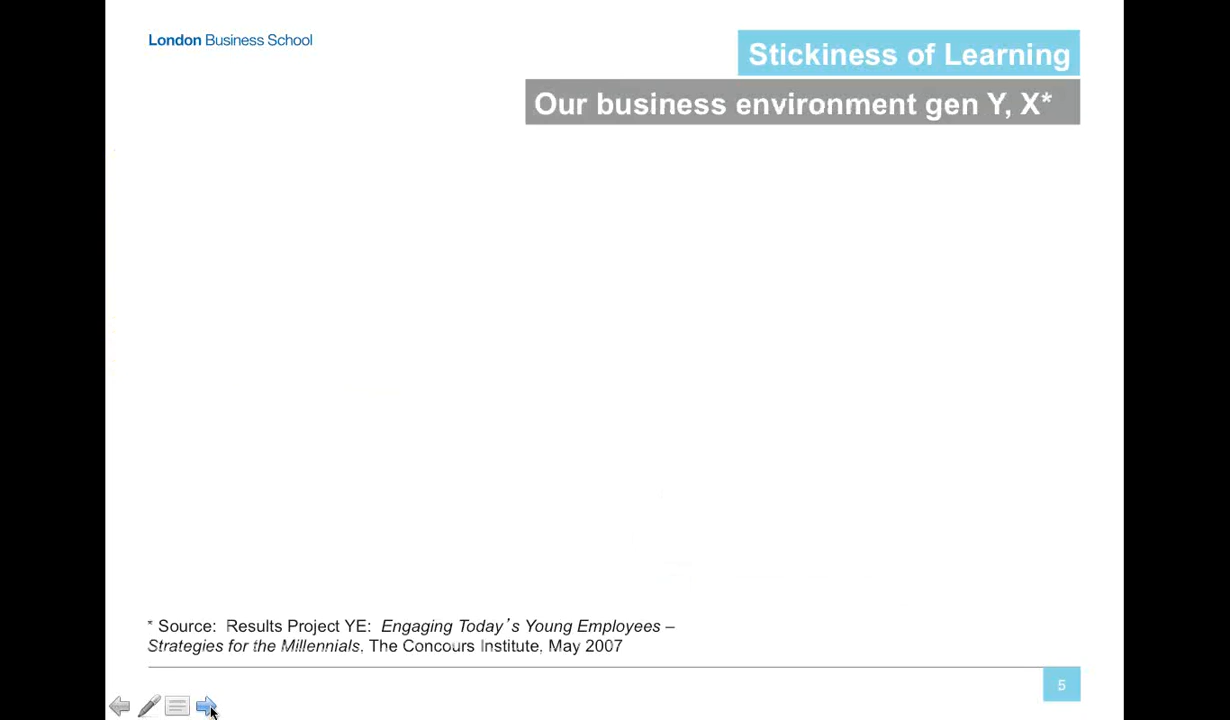 London Business School
Stickiness of Learning
Our business environment gen Y, X*
* Source: Results Project YE: Engaging Today’s Young Employees –
Strategies for the Millennials, The Concours Institute, May 2007
5